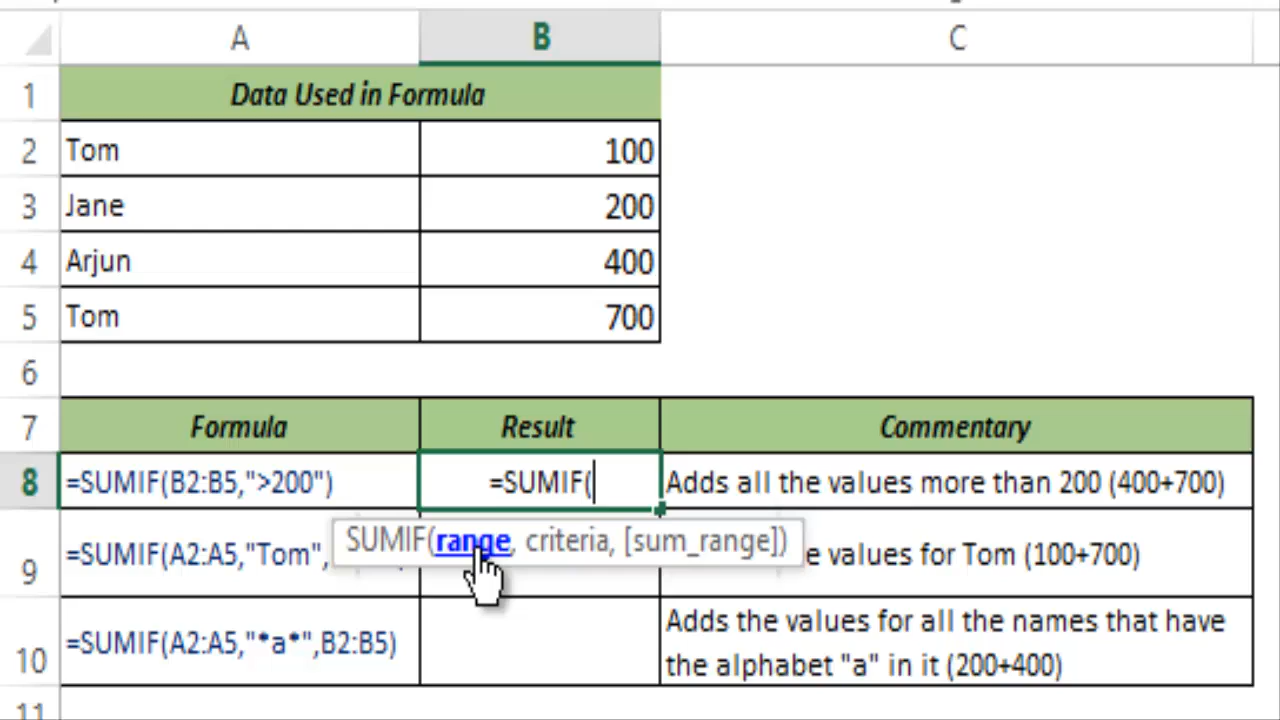 A B C
1 Data Used in Formula
2 Tom 100
3 Jane 200
4 Arjun 400
5 Tom 700
6
7 Formula Result Commentary
8 =SUMIF(B2:B5,">200") =SUMIF( Adds all the values more than 200 (400+700)
SUMIF(range, criteria, [sum_range])
9 =SUMIF(A2:A5,"Tom", values for Tom (100+700)
Adds the values for all the names that have
10 =SUMIF(A2:A5,"*a*",B2:B5)
the alphabet "a" in it (200+400)
11